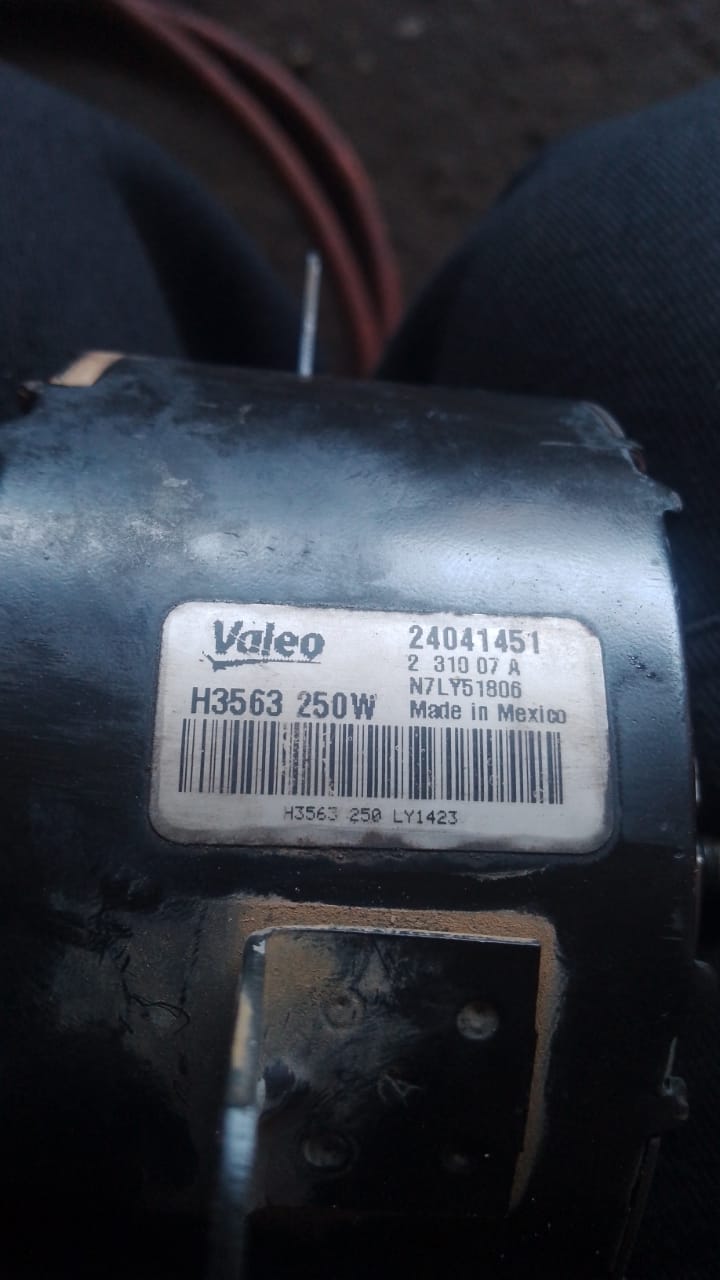 Valeo
24041451
2 310 07 A
N7LY51806
H3563 250W
Made in Mexico
H3563 250 LY1423